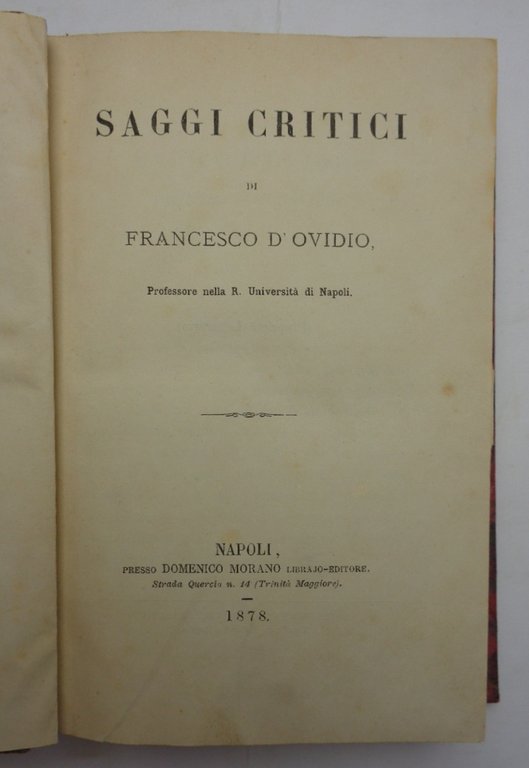 SAGGI CRITICI
DI
FRANCESCO D'OVIDIO,
Professore nella R. Università di Napoli.
NAPOLI,
PRESSO DOMENICO MORANO LIBRAJO-EDITORE.
Strada Quercia n. 14 (Trinità Maggiore).
1878.